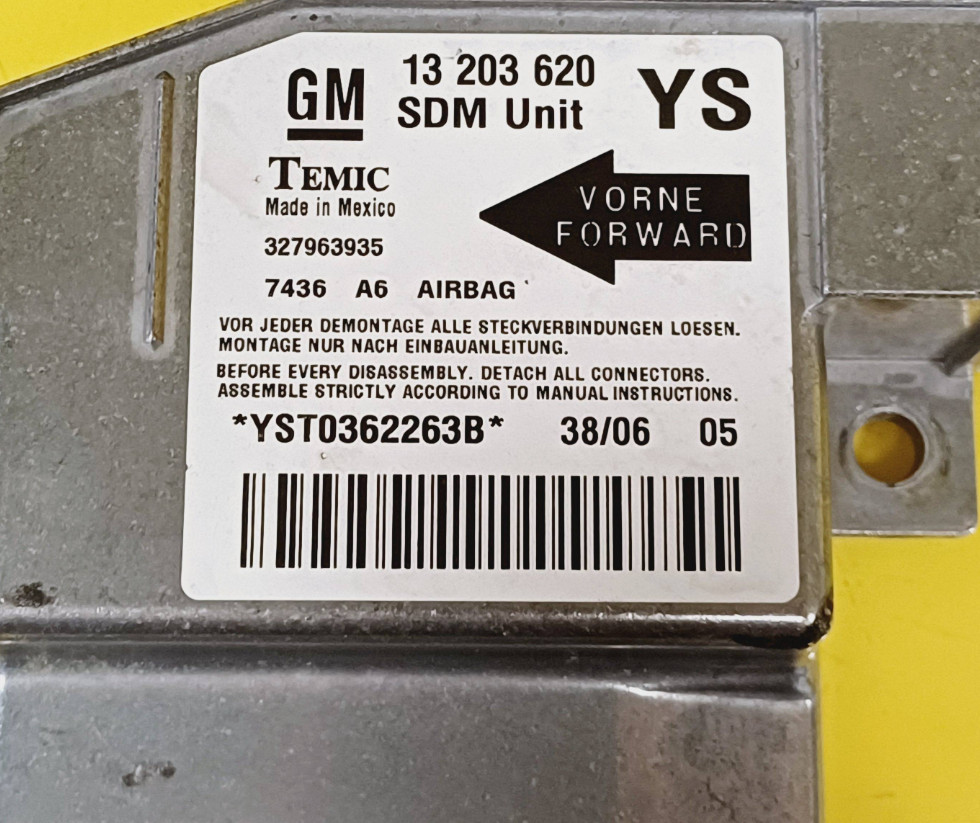 GM
13 203 620
SDM Unit
YS
TEMIC
Made in Mexico
327963935
7436 A6 AIRBAG
VORNE
FORWARD
VOR JEDER DEMONTAGE ALLE STECKVERBINDUNGEN LOESEN.
MONTAGE NUR NACH EINBAUANLEITUNG.
BEFORE EVERY DISASSEMBLY. DETACH ALL CONNECTORS.
ASSEMBLE STRICTLY ACCORDING TO MANUAL INSTRUCTIONS.
*YST0362263B* 38/06 05